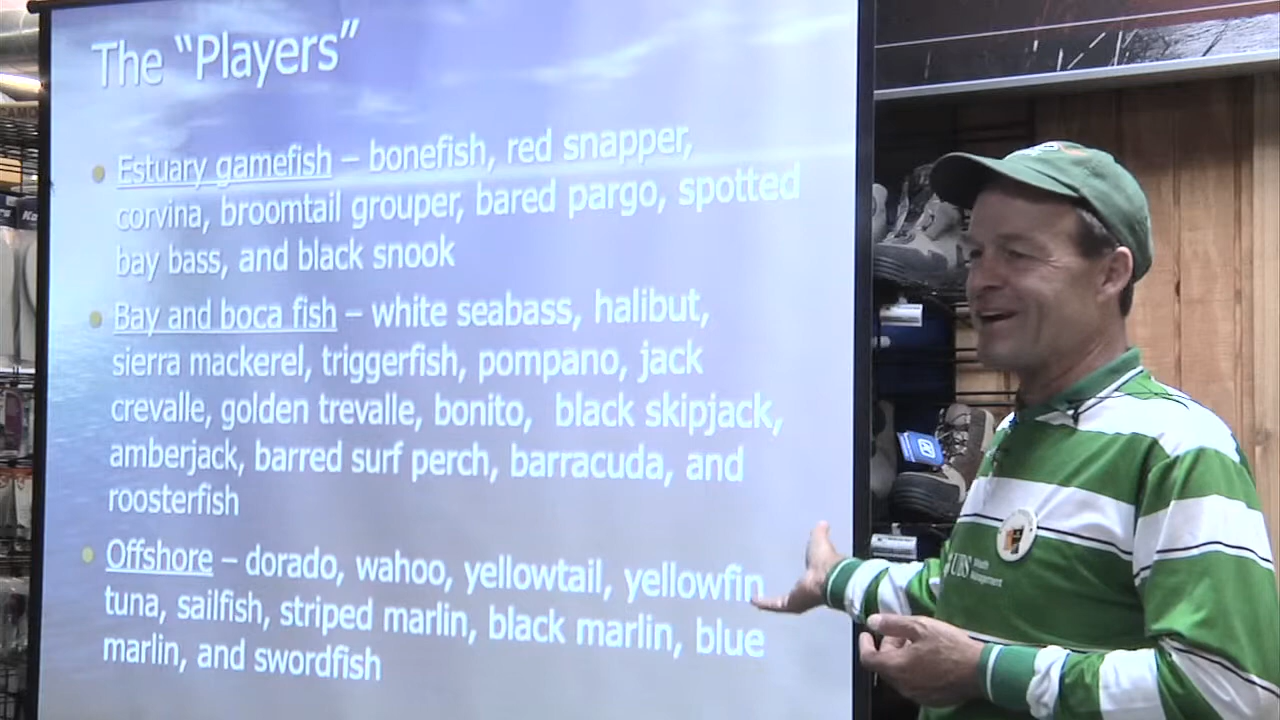 The “Players”
Estuary gamefish – bonefish, red snapper,
corvina, broomtail grouper, bared pargo, spotted
bay bass, and black snook
Bay and boca fish – white seabass, halibut,
sierra mackerel, triggerfish, pompano, jack
crevalle, golden trevalle, bonito, black skipjack,
amberjack, barred surf perch, barracuda, and
roosterfish
Offshore – dorado, wahoo, yellowtail, yellowfin
tuna, sailfish, striped marlin, black marlin, blue
marlin, and swordfish
UBS Wealth
Management
CAMO